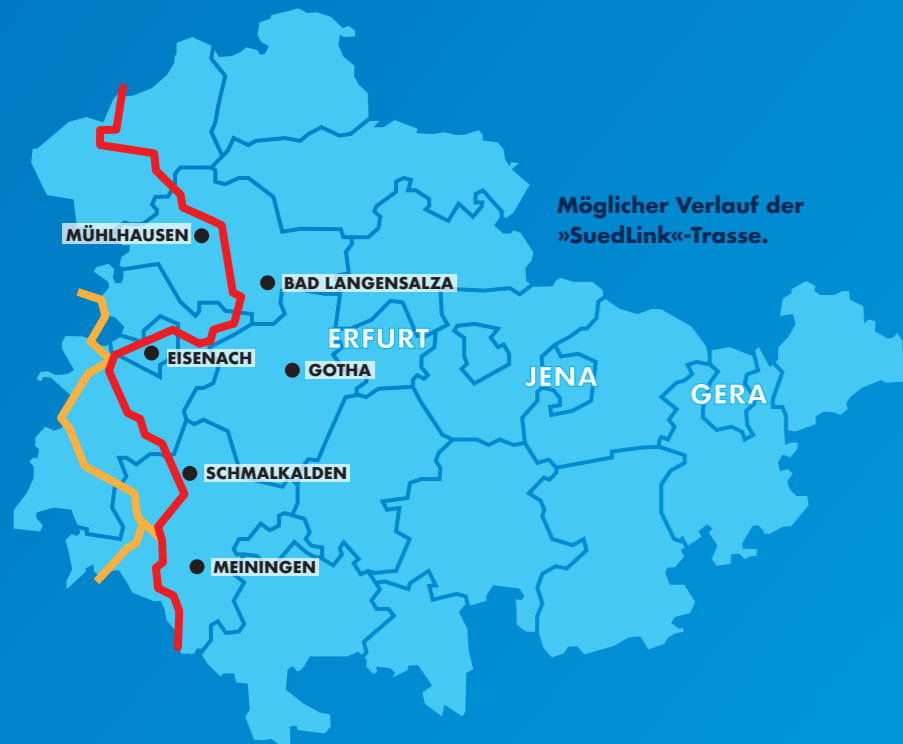 Möglicher Verlauf der
»SuedLink«-Trasse.
MÜHLHAUSEN
BAD LANGENSALZA
ERFURT
EISENACH
GOTHA
JENA
GERA
SCHMALKALDEN
MEININGEN